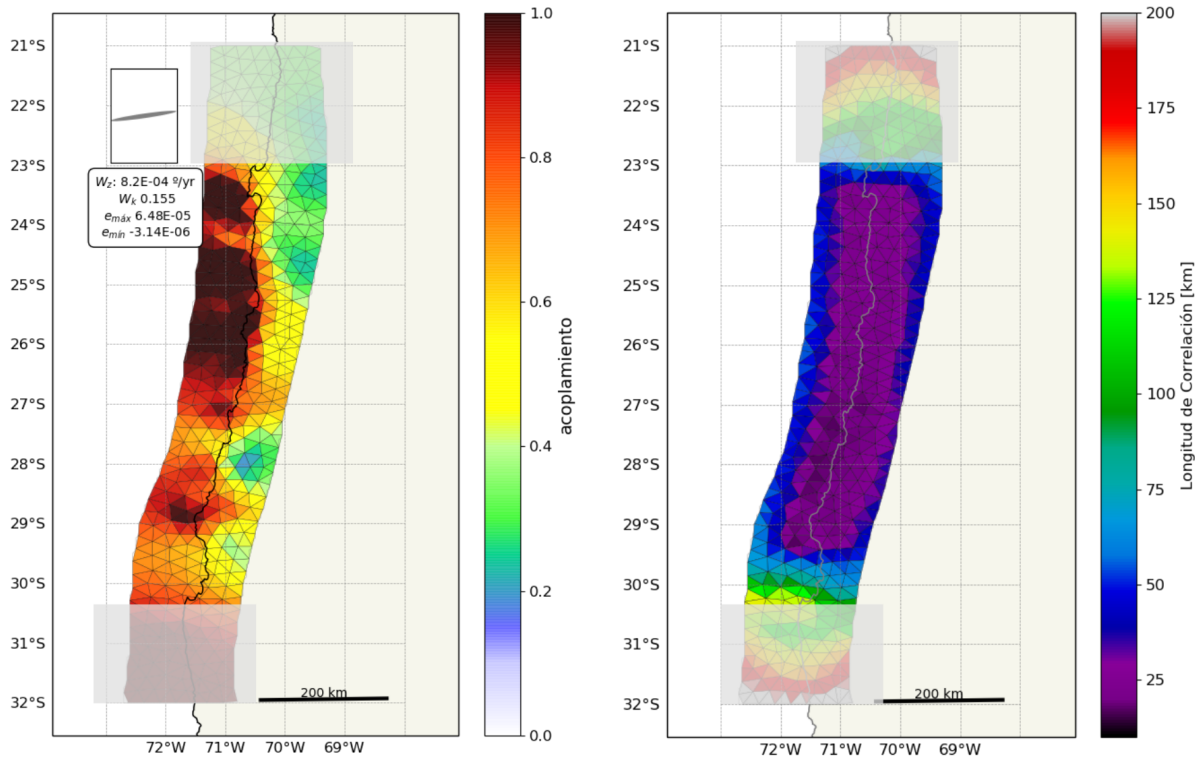 21°S
22°S
23°S
24°S
25°S
26°S
27°S
28°S
29°S
30°S
31°S
32°S
W_z: 8.2E-04 º/yr
W_k 0.155
e_máx 6.48E-05
e_mín -3.14E-06
200 km
72°W 71°W 70°W 69°W
1.0
0.8
0.6
0.4
0.2
0.0
acoplamiento
21°S
22°S
23°S
24°S
25°S
26°S
27°S
28°S
29°S
30°S
31°S
32°S
200 km
72°W 71°W 70°W 69°W
200
175
150
125
100
75
50
25
Longitud de Correlación [km]